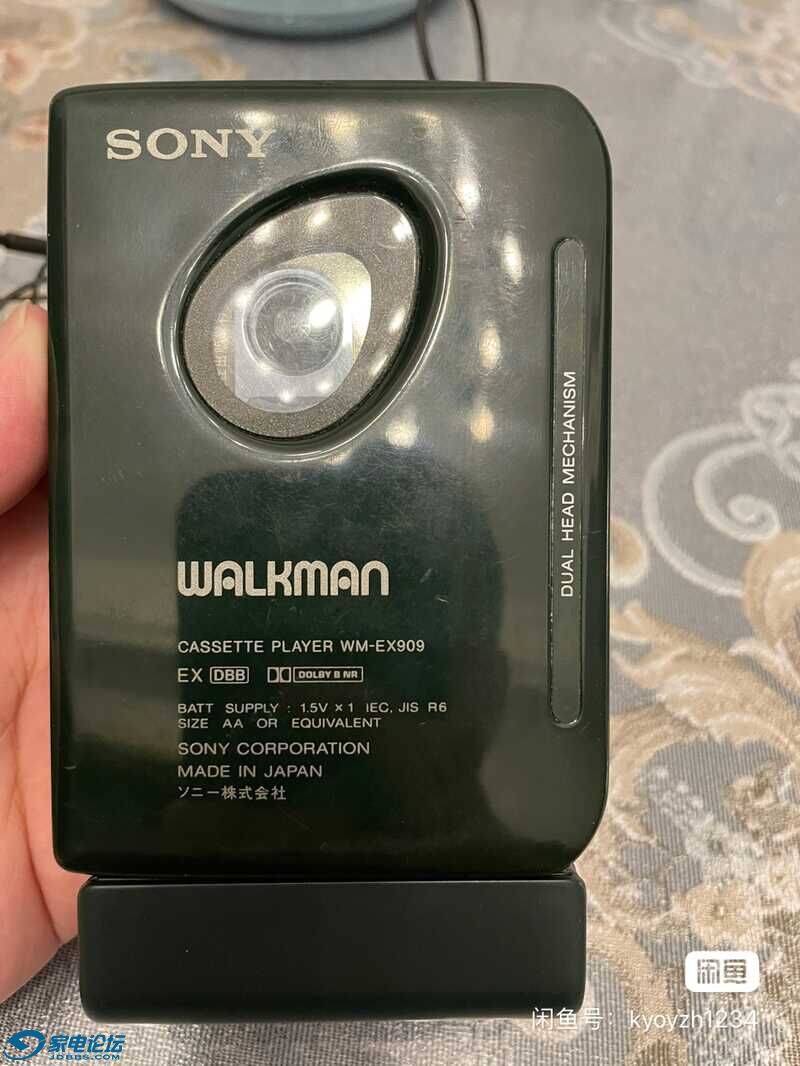 SONY
DUAL HEAD MECHANISM
WALKMAN
CASSETTE PLAYER WM-EX909
EX DBB DOLBY B NR
BATT SUPPLY : 1.5V × 1 IEC, JIS R6
SIZE AA OR EQUIVALENT
SONY CORPORATION
MADE IN JAPAN
ソニー株式会社
闲鱼
闲鱼号：kyoyzh1234
家电论坛
JDBBS.COM